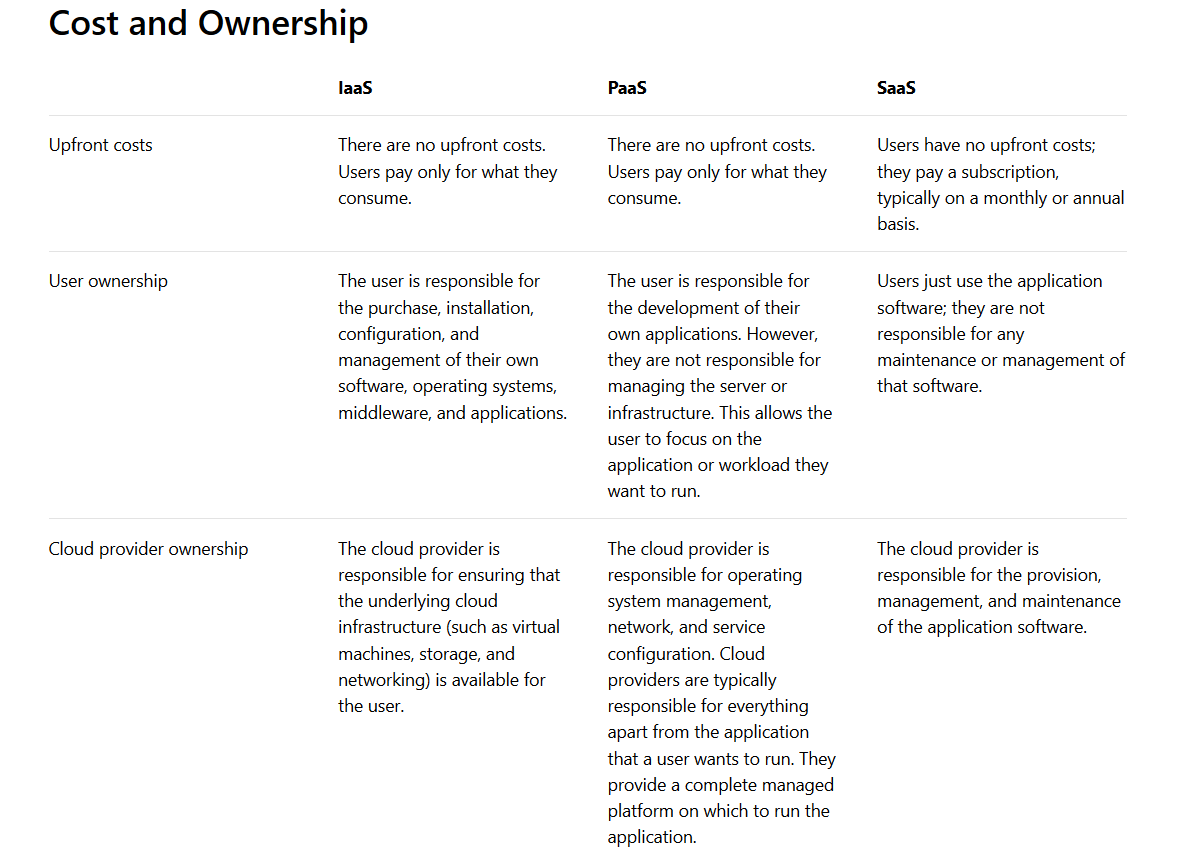 Cost and Ownership
IaaS PaaS SaaS
Upfront costs
There are no upfront costs.
Users pay only for what they
consume.
There are no upfront costs.
Users pay only for what they
consume.
Users have no upfront costs;
they pay a subscription,
typically on a monthly or annual
basis.
User ownership
The user is responsible for
the purchase, installation,
configuration, and
management of their own
software, operating systems,
middleware, and applications.
The user is responsible for
the development of their
own applications. However,
they are not responsible for
managing the server or
infrastructure. This allows the
user to focus on the
application or workload they
want to run.
Users just use the application
software; they are not
responsible for any
maintenance or management of
that software.
Cloud provider ownership
The cloud provider is
responsible for ensuring that
the underlying cloud
infrastructure (such as virtual
machines, storage, and
networking) is available for
the user.
The cloud provider is
responsible for operating
system management,
network, and service
configuration. Cloud
providers are typically
responsible for everything
apart from the application
that a user wants to run. They
provide a complete managed
platform on which to run the
application.
The cloud provider is
responsible for the provision,
management, and maintenance
of the application software.